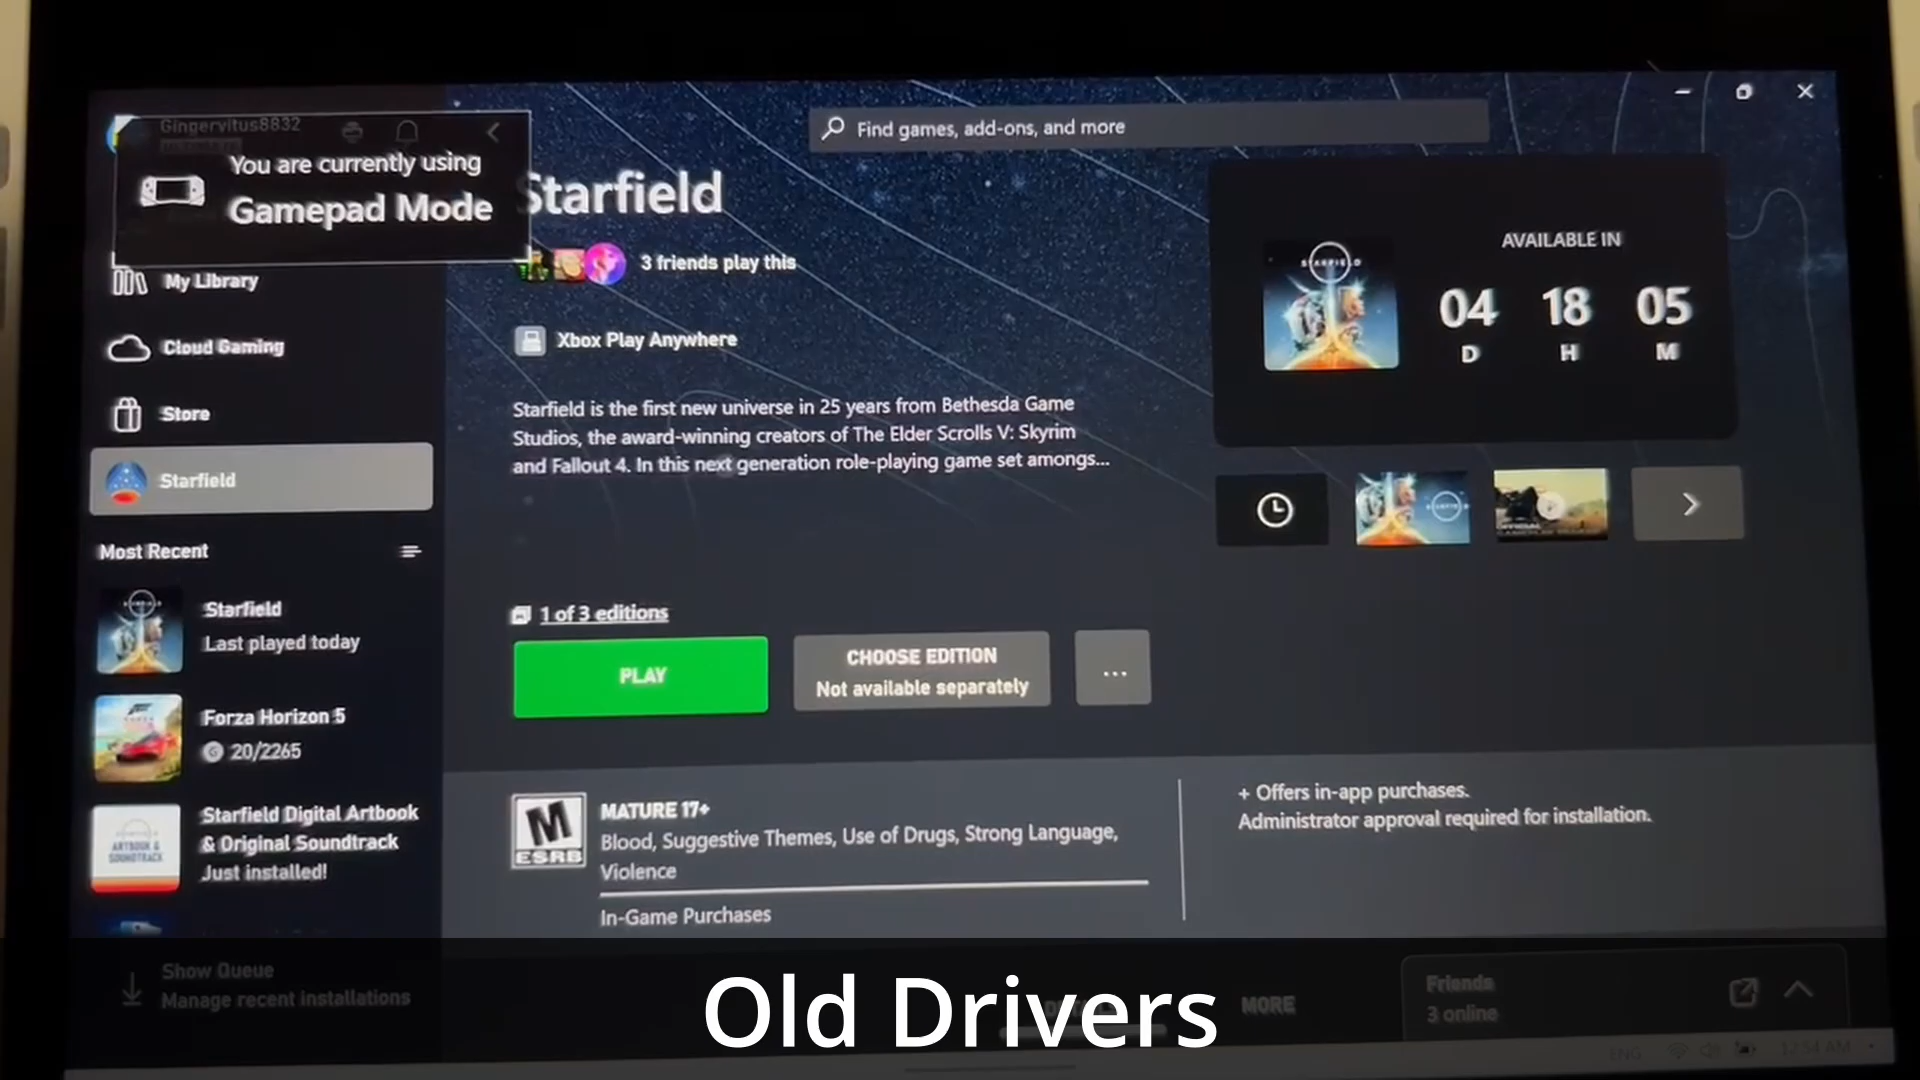 Gingervitus8832
You are currently using
Gamepad Mode
My Library
Cloud Gaming
Store
Starfield
Most Recent
Starfield
Last played today
Forza Horizon 5
20/2265
Starfield Digital Artbook
& Original Soundtrack
Just installed!
Show Queue
Manage recent installations
Find games, add-ons, and more
Starfield
3 friends play this
Xbox Play Anywhere
Starfield is the first new universe in 25 years from Bethesda Game
Studios, the award-winning creators of The Elder Scrolls V: Skyrim
and Fallout 4. In this next generation role-playing game set amongs...
1 of 3 editions
PLAY
CHOOSE EDITION
Not available separately
...
AVAILABLE IN
04 18 05
D H M
STARFIELD
M
ESRB
MATURE 17+
Blood, Suggestive Themes, Use of Drugs, Strong Language,
Violence
In-Game Purchases
+ Offers in-app purchases.
Administrator approval required for installation.
MORE
Friends
3 online
ENG
12:54 AM
Old Drivers